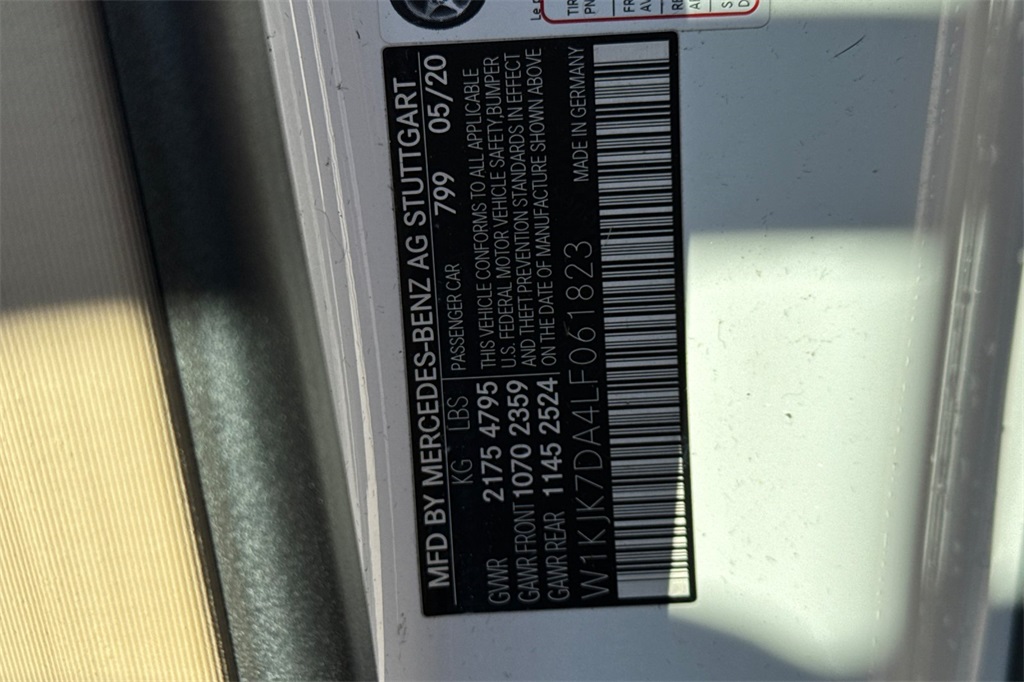 MFD BY MERCEDES-BENZ AG STUTTGART
KG LBS 799 05/20
GWR 2175 4795
GAWR FRONT 1070 2359
GAWR REAR 1145 2524
PASSENGER CAR
THIS VEHICLE CONFORMS TO ALL APPLICABLE
U.S. FEDERAL MOTOR VEHICLE SAFETY,BUMPER
AND THEFT PREVENTION STANDARDS IN EFFECT
ON THE DATE OF MANUFACTURE SHOWN ABOVE
W1KJK7DA4LF061823 MADE IN GERMANY